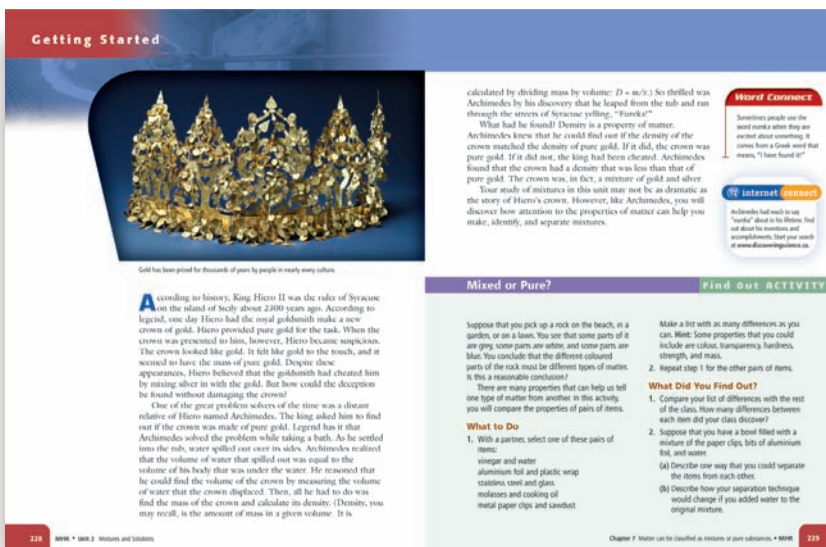 Getting Started
Gold has been prized for thousands of years by people in nearly every culture.
According to history, King Hiero II was the ruler of Syracuse
on the island of Sicily about 2300 years ago. According to
legend, one day Hiero had the royal goldsmith make a new
crown of gold. Hiero provided pure gold for the task. When the
crown was presented to him, however, Hiero became suspicious.
The crown looked like gold. It felt like gold to the touch, and it
seemed to have the mass of pure gold. Despite these
appearances, Hiero believed that the goldsmith had cheated him
by mixing silver in with the gold. But how could the deception
be found without damaging the crown?
One of the great problem solvers of the time was a distant
relative of Hiero named Archimedes. The king asked him to find
out if the crown was made of pure gold. Legend has it that
Archimedes solved the problem while taking a bath. As he settled
into the tub, water spilled out over its sides. Archimedes realized
that the volume of water that spilled out was equal to the
volume of his body that was under the water. He reasoned that
he could find the volume of the crown by measuring the volume
of water that the crown displaced. Then, all he had to do was
find the mass of the crown and calculate its density. (Density, you
may recall, is the amount of mass in a given volume. It is
228 MHR • Unit 3 Mixtures and Solutions
calculated by dividing mass by volume: D = m/v.) So thrilled was
Archimedes by his discovery that he leaped from the tub and ran
through the streets of Syracuse yelling, "Eureka!"
What had he found? Density is a property of matter.
Archimedes knew that he could find out if the density of the
crown matched the density of pure gold. If it did, the crown was
pure gold. If it did not, the king had been cheated. Archimedes
found that the crown had a density that was less than that of
pure gold. The crown was, in fact, a mixture of gold and silver.
Your study of mixtures in this unit may not be as dramatic as
the story of Hiero's crown. However, like Archimedes, you will
discover how attention to the properties of matter can help you
make, identify, and separate mixtures.
Word Connect
Sometimes people use the
word eureka when they are
excited about something. It
comes from a Greek word that
means, "I have found it!"
internet connect
Archimedes had much to say
"eureka" about in his lifetime. Find
out about his inventions and
accomplishments. Start your search
at www.discoveringscience.ca.
Mixed or Pure?
Find Out ACTIVITY
Suppose that you pick up a rock on the beach, in a
garden, or on a lawn. You see that some parts of it
are grey, some parts are white, and some parts are
blue. You conclude that the different-coloured
parts of the rock must be different types of matter.
Is this a reasonable conclusion?
There are many properties that can help us tell
one type of matter from another. In this activity,
you will compare the properties of pairs of items.
What to Do
1. With a partner, select one of these pairs of
items:
vinegar and water
aluminium foil and plastic wrap
stainless steel and glass
molasses and cooking oil
metal paper clips and sawdust
Make a list with as many differences as you
can. Hint: Some properties that you could
include are colour, transparency, hardness,
strength, and mass.
2. Repeat step 1 for the other pairs of items.
What Did You Find Out?
1. Compare your list of differences with the rest
of the class. How many differences between
each item did your class discover?
2. Suppose that you have a bowl filled with a
mixture of the paper clips, bits of aluminium
foil, and water.
(a) Describe one way that you could separate
the items from each other.
(b) Describe how your separation technique
would change if you added water to the
original mixture.
Chapter 7 Matter can be classified as mixtures or pure substances. • MHR 229